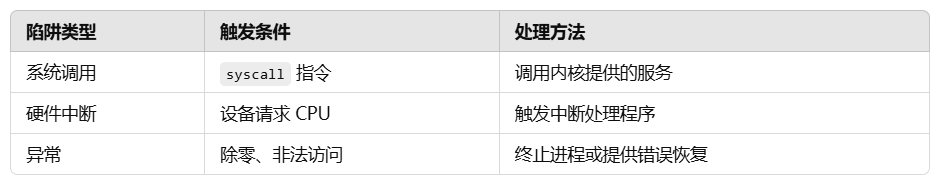 陷阱类型 触发条件 处理方法
系统调用 syscall 指令 调用内核提供的服务
硬件中断 设备请求 CPU 触发中断处理程序
异常 除零、非法访问 终止进程或提供错误恢复